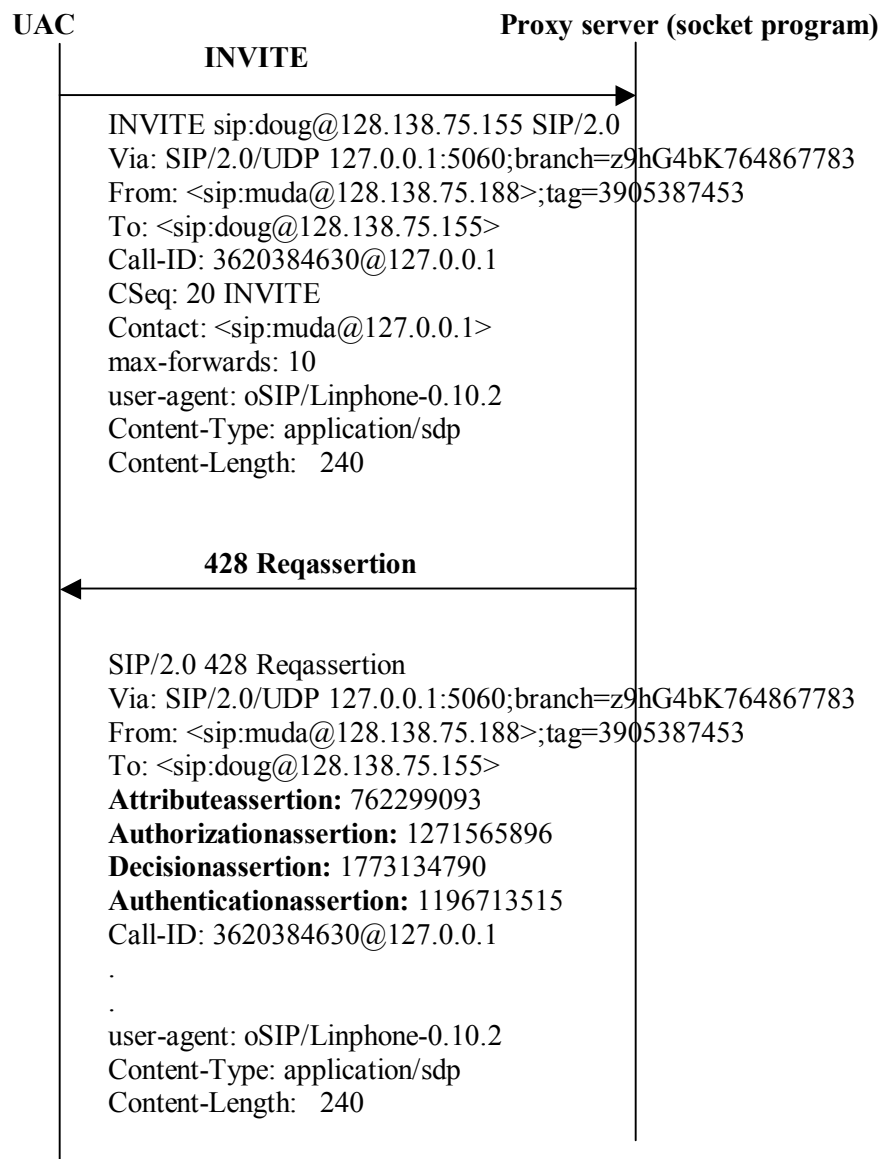 UAC Proxy server (socket program)
INVITE
INVITE sip:doug@128.138.75.155 SIP/2.0
Via: SIP/2.0/UDP 127.0.0.1:5060;branch=z9hG4bK764867783
From: <sip:muda@128.138.75.188>;tag=3905387453
To: <sip:doug@128.138.75.155>
Call-ID: 3620384630@127.0.0.1
CSeq: 20 INVITE
Contact: <sip:muda@127.0.0.1>
max-forwards: 10
user-agent: oSIP/Linphone-0.10.2
Content-Type: application/sdp
Content-Length:   240
428 Reqassertion
SIP/2.0 428 Reqassertion
Via: SIP/2.0/UDP 127.0.0.1:5060;branch=z9hG4bK764867783
From: <sip:muda@128.138.75.188>;tag=3905387453
To: <sip:doug@128.138.75.155>
Attributeassertion: 762299093
Authorizationassertion: 1271565896
Decisionassertion: 1773134790
Authenticationassertion: 1196713515
Call-ID: 3620384630@127.0.0.1
.
.
user-agent: oSIP/Linphone-0.10.2
Content-Type: application/sdp
Content-Length:   240